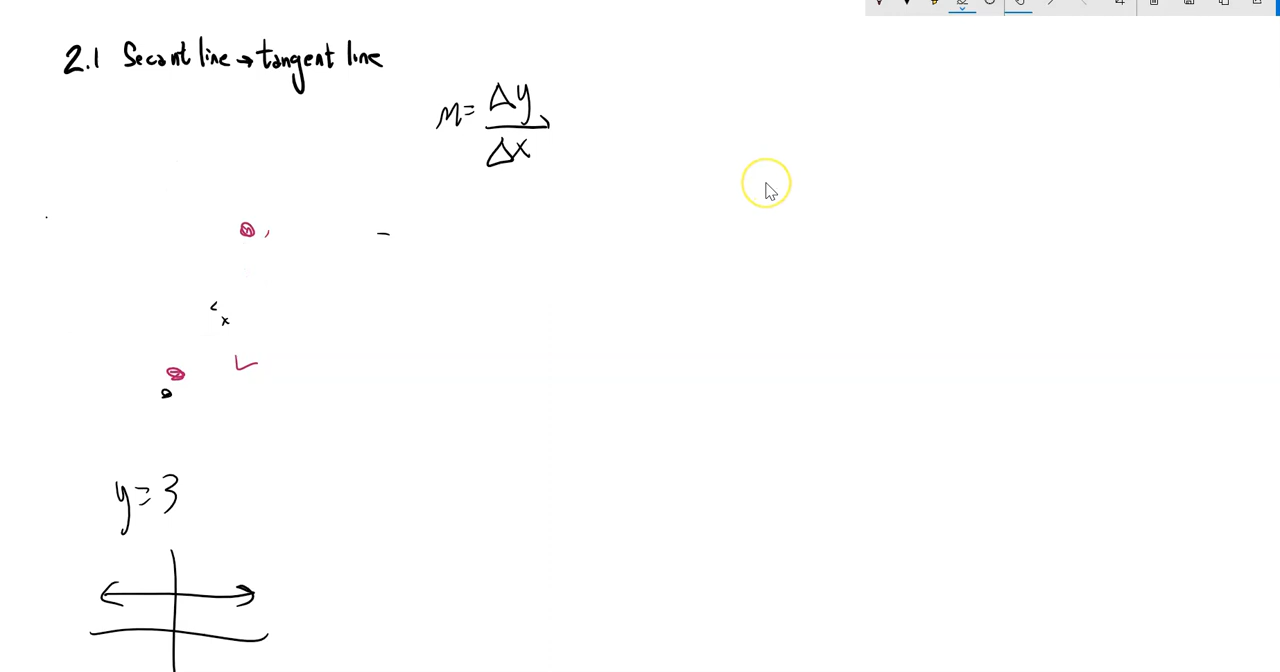 2.1 Secant line → tangent line
m = Δy / Δx
x
y = 3